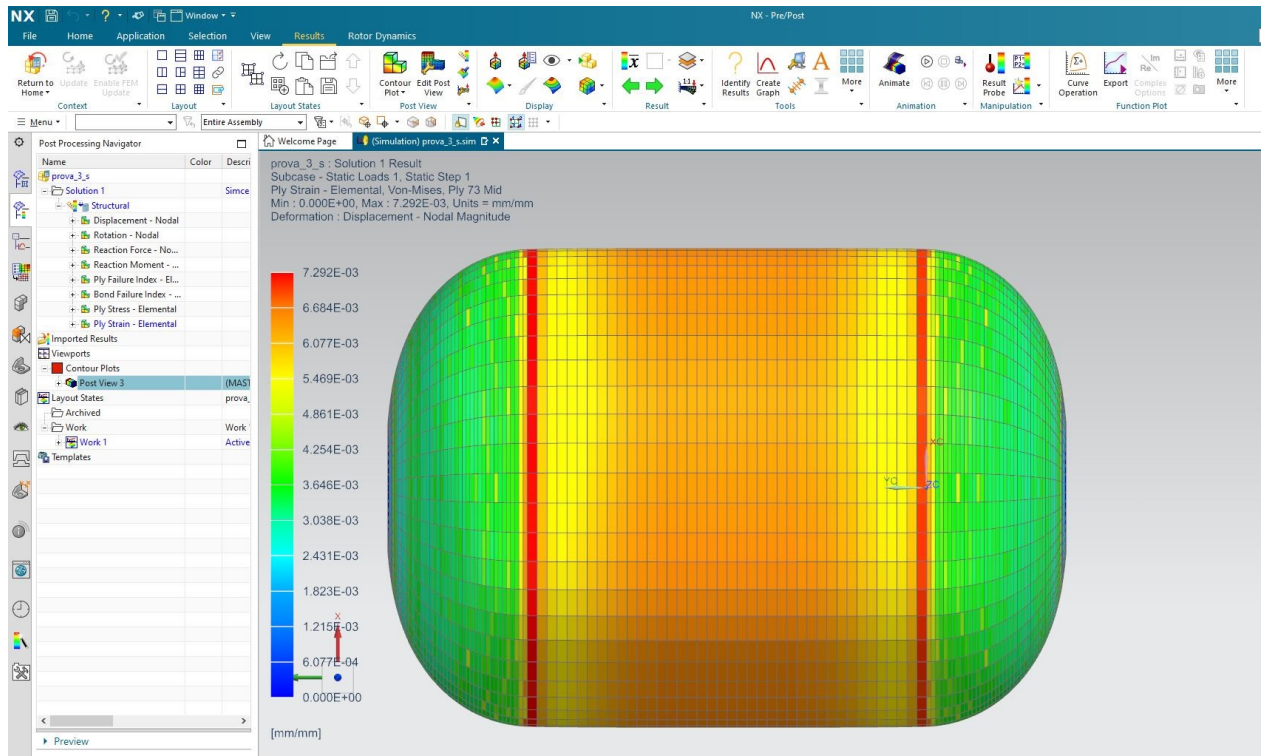 NX Window NX - Pre/Post
File Home Application Selection View Results Rotor Dynamics
Return to Home Update Enable FEM Update Contour Plot Edit Post View Identify Results Create Graph More Animate Result Probe Curve Operation Export Complex Options More
Context Layout Layout States Post View Display Result Tools Animation Manipulation Function Plot
Menu Entire Assembly
Post Processing Navigator Welcome Page (Simulation) prova_3_s.sim
Name Color Descri
prova_3_s
Solution 1 Simce
Structural
Displacement - Nodal
Rotation - Nodal
Reaction Force - No...
Reaction Moment - ...
Ply Failure Index - El...
Bond Failure Index - ...
Ply Stress - Elemental
Ply Strain - Elemental
Imported Results
Viewports
Contour Plots
Post View 3 (MAST
Layout States prova_
Archived
Work Work
Work 1 Active
Templates
Preview
prova_3_s : Solution 1 Result
Subcase - Static Loads 1, Static Step 1
Ply Strain - Elemental, Von-Mises, Ply 73 Mid
Min : 0.000E+00, Max : 7.292E-03, Units = mm/mm
Deformation : Displacement - Nodal Magnitude
7.292E-03
6.684E-03
6.077E-03
5.469E-03
4.861E-03
4.254E-03
3.646E-03
3.038E-03
2.431E-03
1.823E-03
1.215E-03
6.077E-04
0.000E+00
[mm/mm]
X
XC
YC
ZC